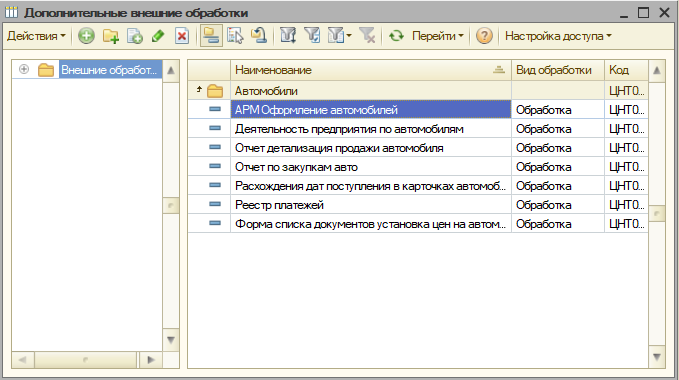 Дополнительные внешние обработки
Действия Перейти Настройка доступа
Внешние обработ...
Наименование Вид обработки Код
Автомобили ЦНТ0...
АРМ Оформление автомобилей Обработка ЦНТ0...
Деятельность предприятия по автомобилям Обработка ЦНТ0...
Отчет детализация продажи автомобиля Обработка ЦНТ0...
Отчет по закупкам авто Обработка ЦНТ0...
Расхождения дат поступления в карточках автомоб... Обработка ЦНТ0...
Реестр платежей Обработка ЦНТ0...
Форма списка документов установка цен на автом... Обработка ЦНТ0...